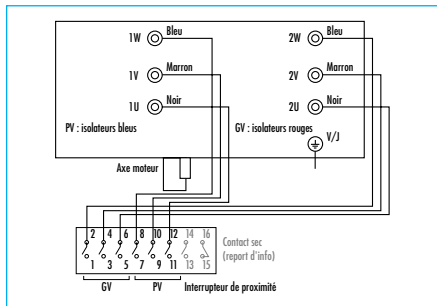 1W Bleu 2W Bleu
1V Marron 2V Marron
1U Noir 2U Noir
PV : isolateurs bleus GV : isolateurs rouges
V/J
Axe moteur
2 4 6 8 10 12 14 16
Contact sec
(report d'info)
1 3 5 7 9 11 13 15
GV PV Interrupteur de proximité